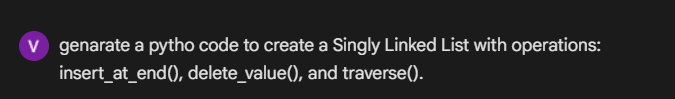 V genarate a pytho code to create a Singly Linked List with operations:
insert_at_end(), delete_value(), and traverse().